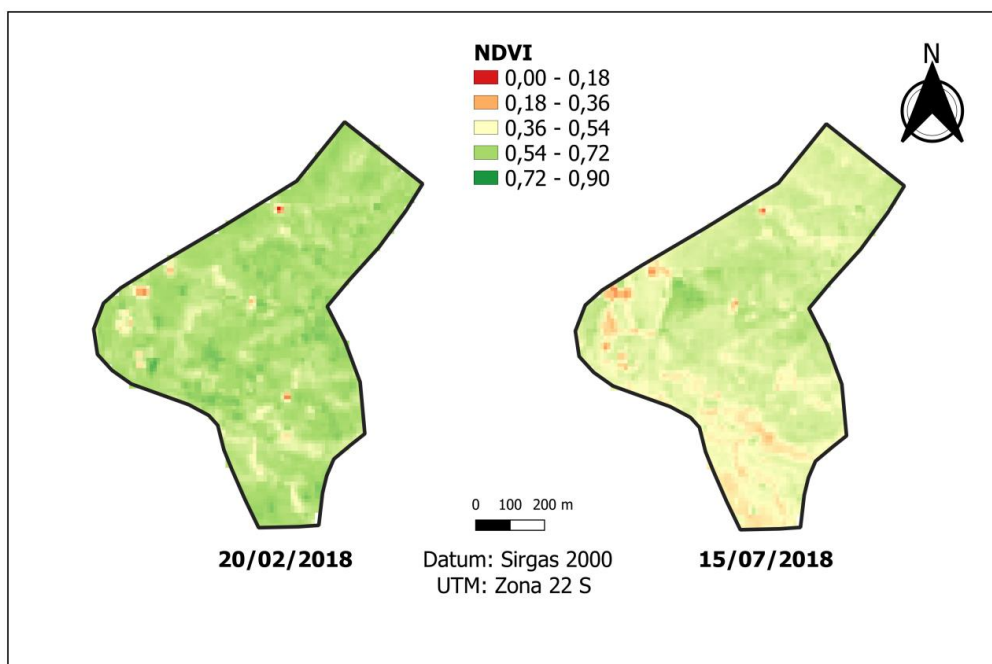 NDVI
0,00 - 0,18
0,18 - 0,36
0,36 - 0,54
0,54 - 0,72
0,72 - 0,90
N
0 100 200 m
20/02/2018
Datum: Sirgas 2000
UTM: Zona 22 S
15/07/2018